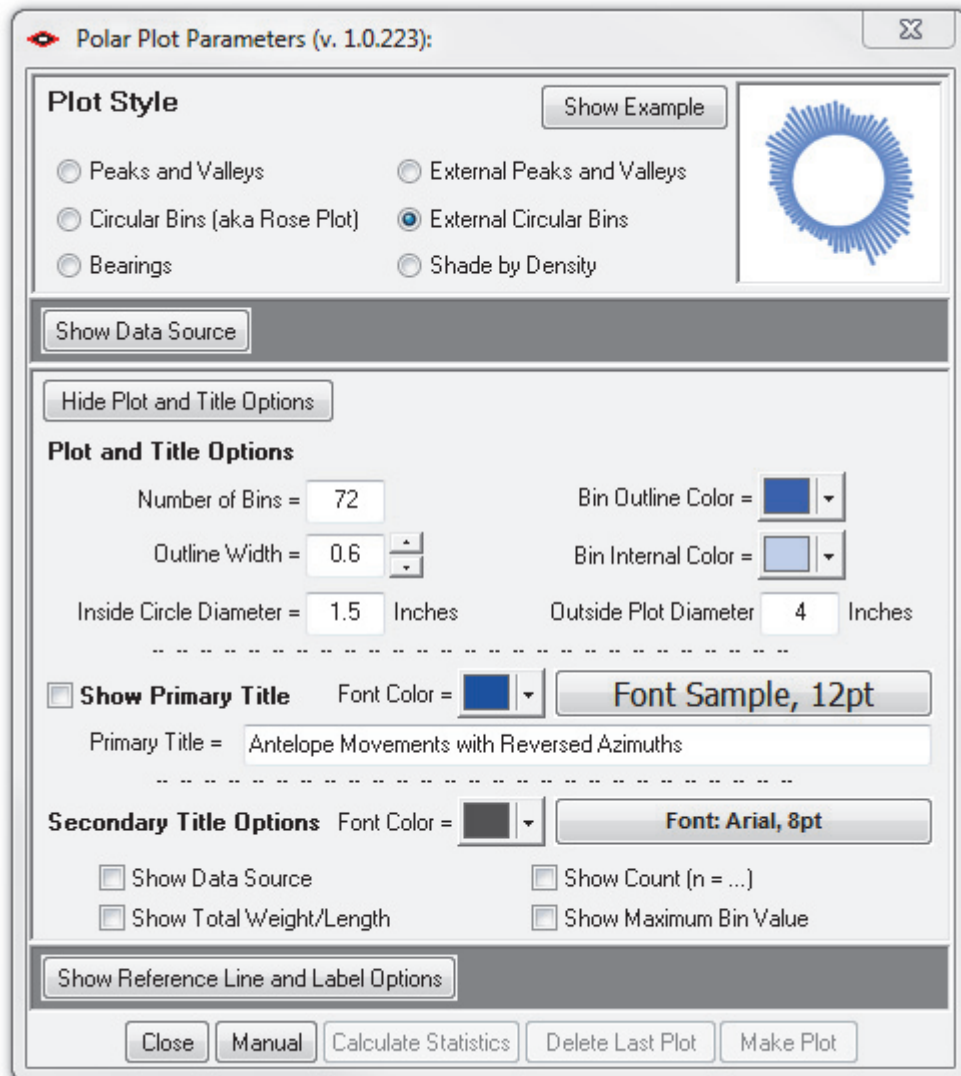 Polar Plot Parameters (v. 1.0.223):
Plot Style
Show Example
Peaks and Valleys
External Peaks and Valleys
Circular Bins (aka Rose Plot)
External Circular Bins
Bearings
Shade by Density
Show Data Source
Hide Plot and Title Options
Plot and Title Options
Number of Bins = 72
Bin Outline Color =
Outline Width = 0.6
Bin Internal Color =
Inside Circle Diameter = 1.5 Inches
Outside Plot Diameter 4 Inches
Show Primary Title
Font Color =
Font Sample, 12pt
Primary Title = Antelope Movements with Reversed Azimuths
Secondary Title Options
Font Color =
Font: Arial, 8pt
Show Data Source
Show Count (n = ...)
Show Total Weight/Length
Show Maximum Bin Value
Show Reference Line and Label Options
Close
Manual
Calculate Statistics
Delete Last Plot
Make Plot